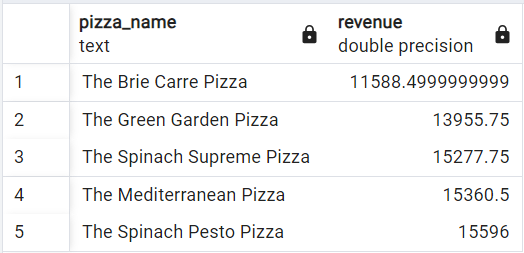 pizza_name revenue
text double precision
1 The Brie Carre Pizza 11588.4999999999
2 The Green Garden Pizza 13955.75
3 The Spinach Supreme Pizza 15277.75
4 The Mediterranean Pizza 15360.5
5 The Spinach Pesto Pizza 15596